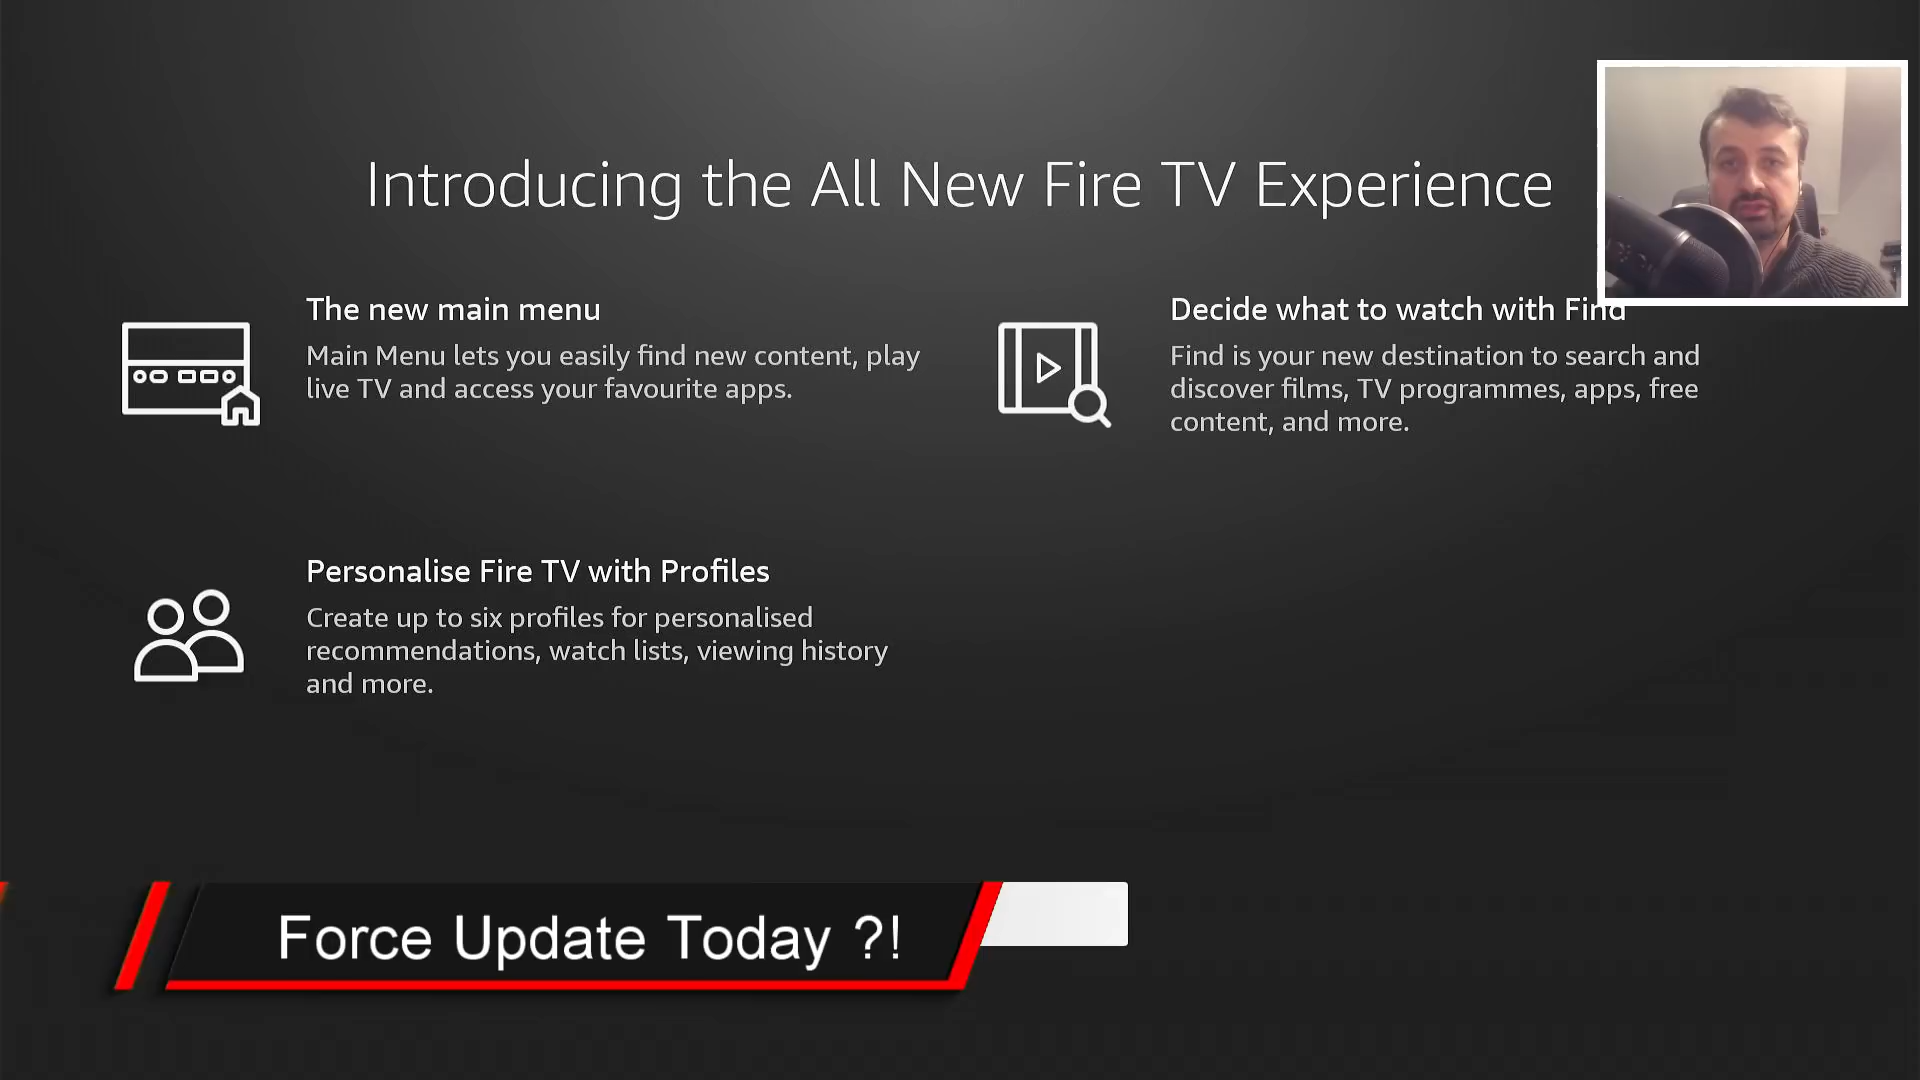 Introducing the All New Fire TV Experience
The new main menu
Main Menu lets you easily find new content, play
live TV and access your favourite apps.
Decide what to watch with Find
Find is your new destination to search and
discover films, TV programmes, apps, free
content, and more.
Personalise Fire TV with Profiles
Create up to six profiles for personalised
recommendations, watch lists, viewing history
and more.
Force Update Today ?!